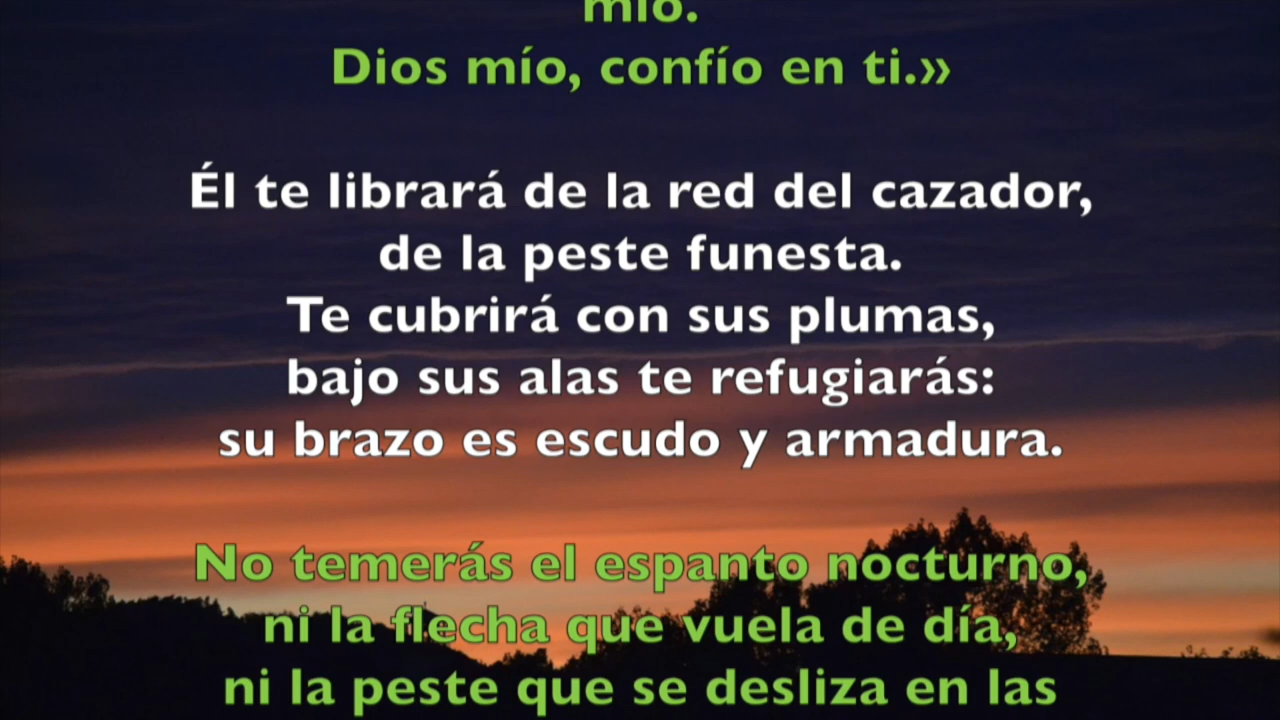 mío.
Dios mío, confío en ti.»
Él te librará de la red del cazador,
de la peste funesta.
Te cubrirá con sus plumas,
bajo sus alas te refugiarás:
su brazo es escudo y armadura.
No temerás el espanto nocturno,
ni la flecha que vuela de día,
ni la peste que se desliza en las